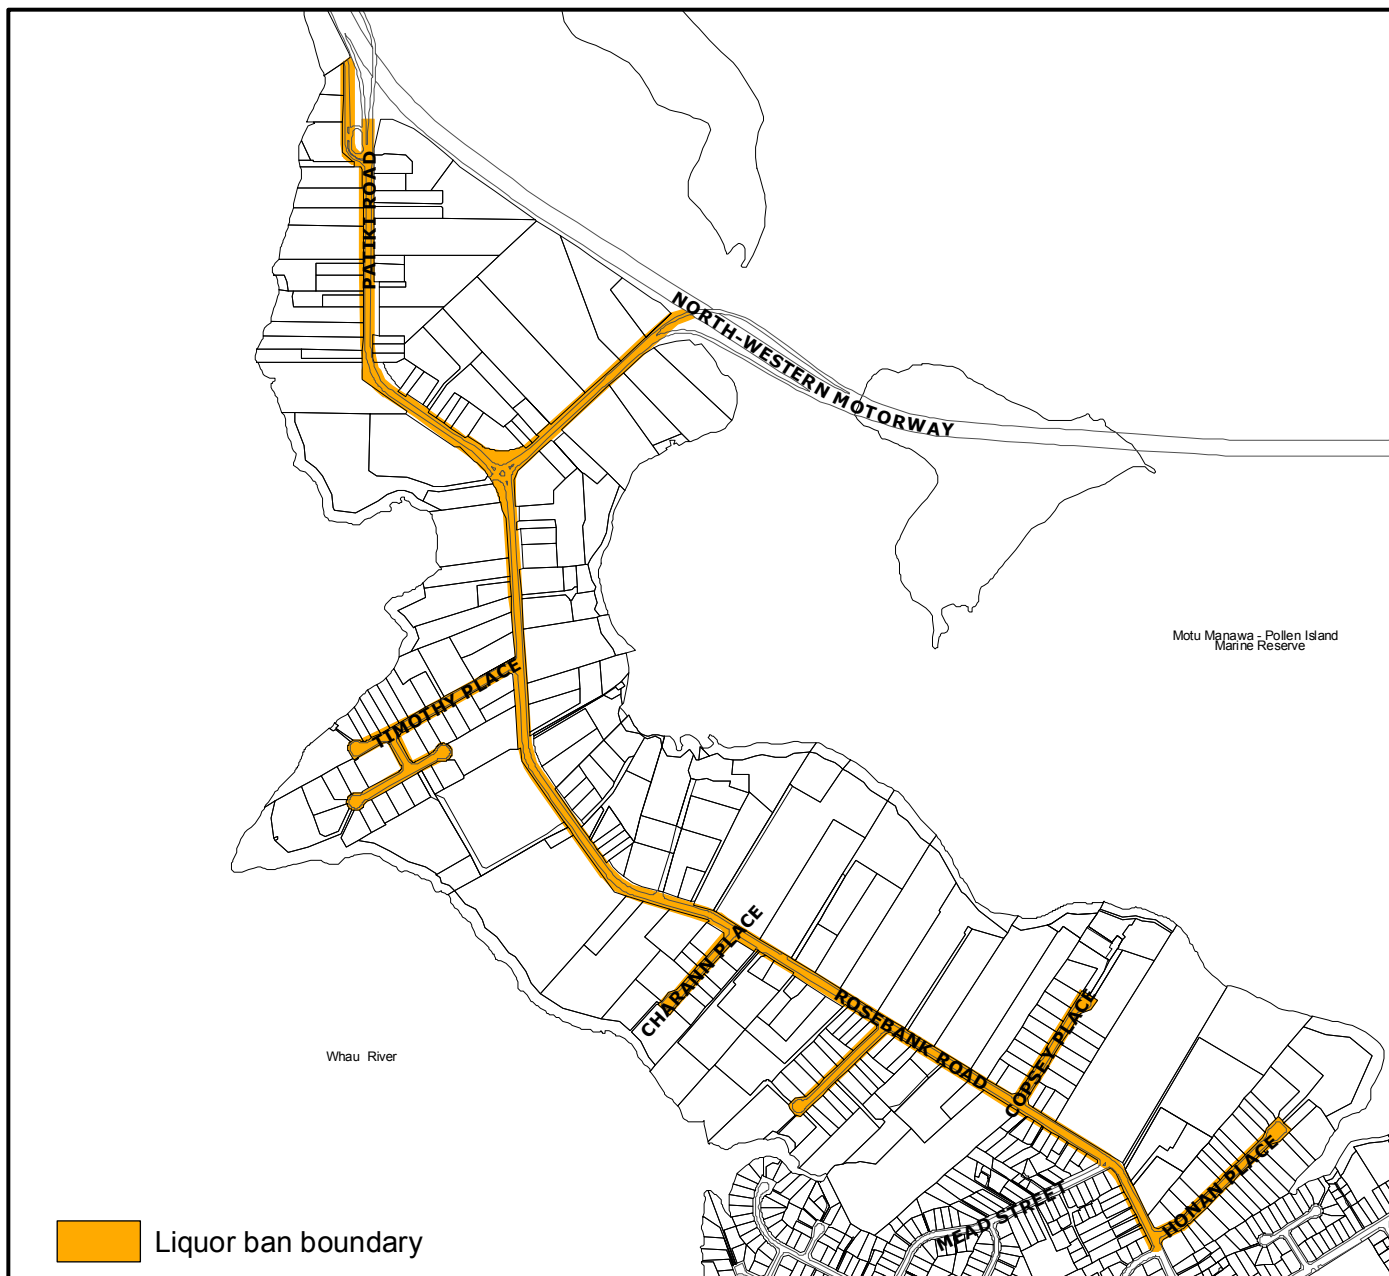 PATIKI ROAD
NORTH-WESTERN MOTORWAY
Motu Manawa - Pollen Island
Marine Reserve
TIMOTHY PLACE
CHARANN PLACE
ROSEBANK ROAD
COPSEY PLACE
Whau River
HONAN PLACE
MEAD STREET
Liquor ban boundary